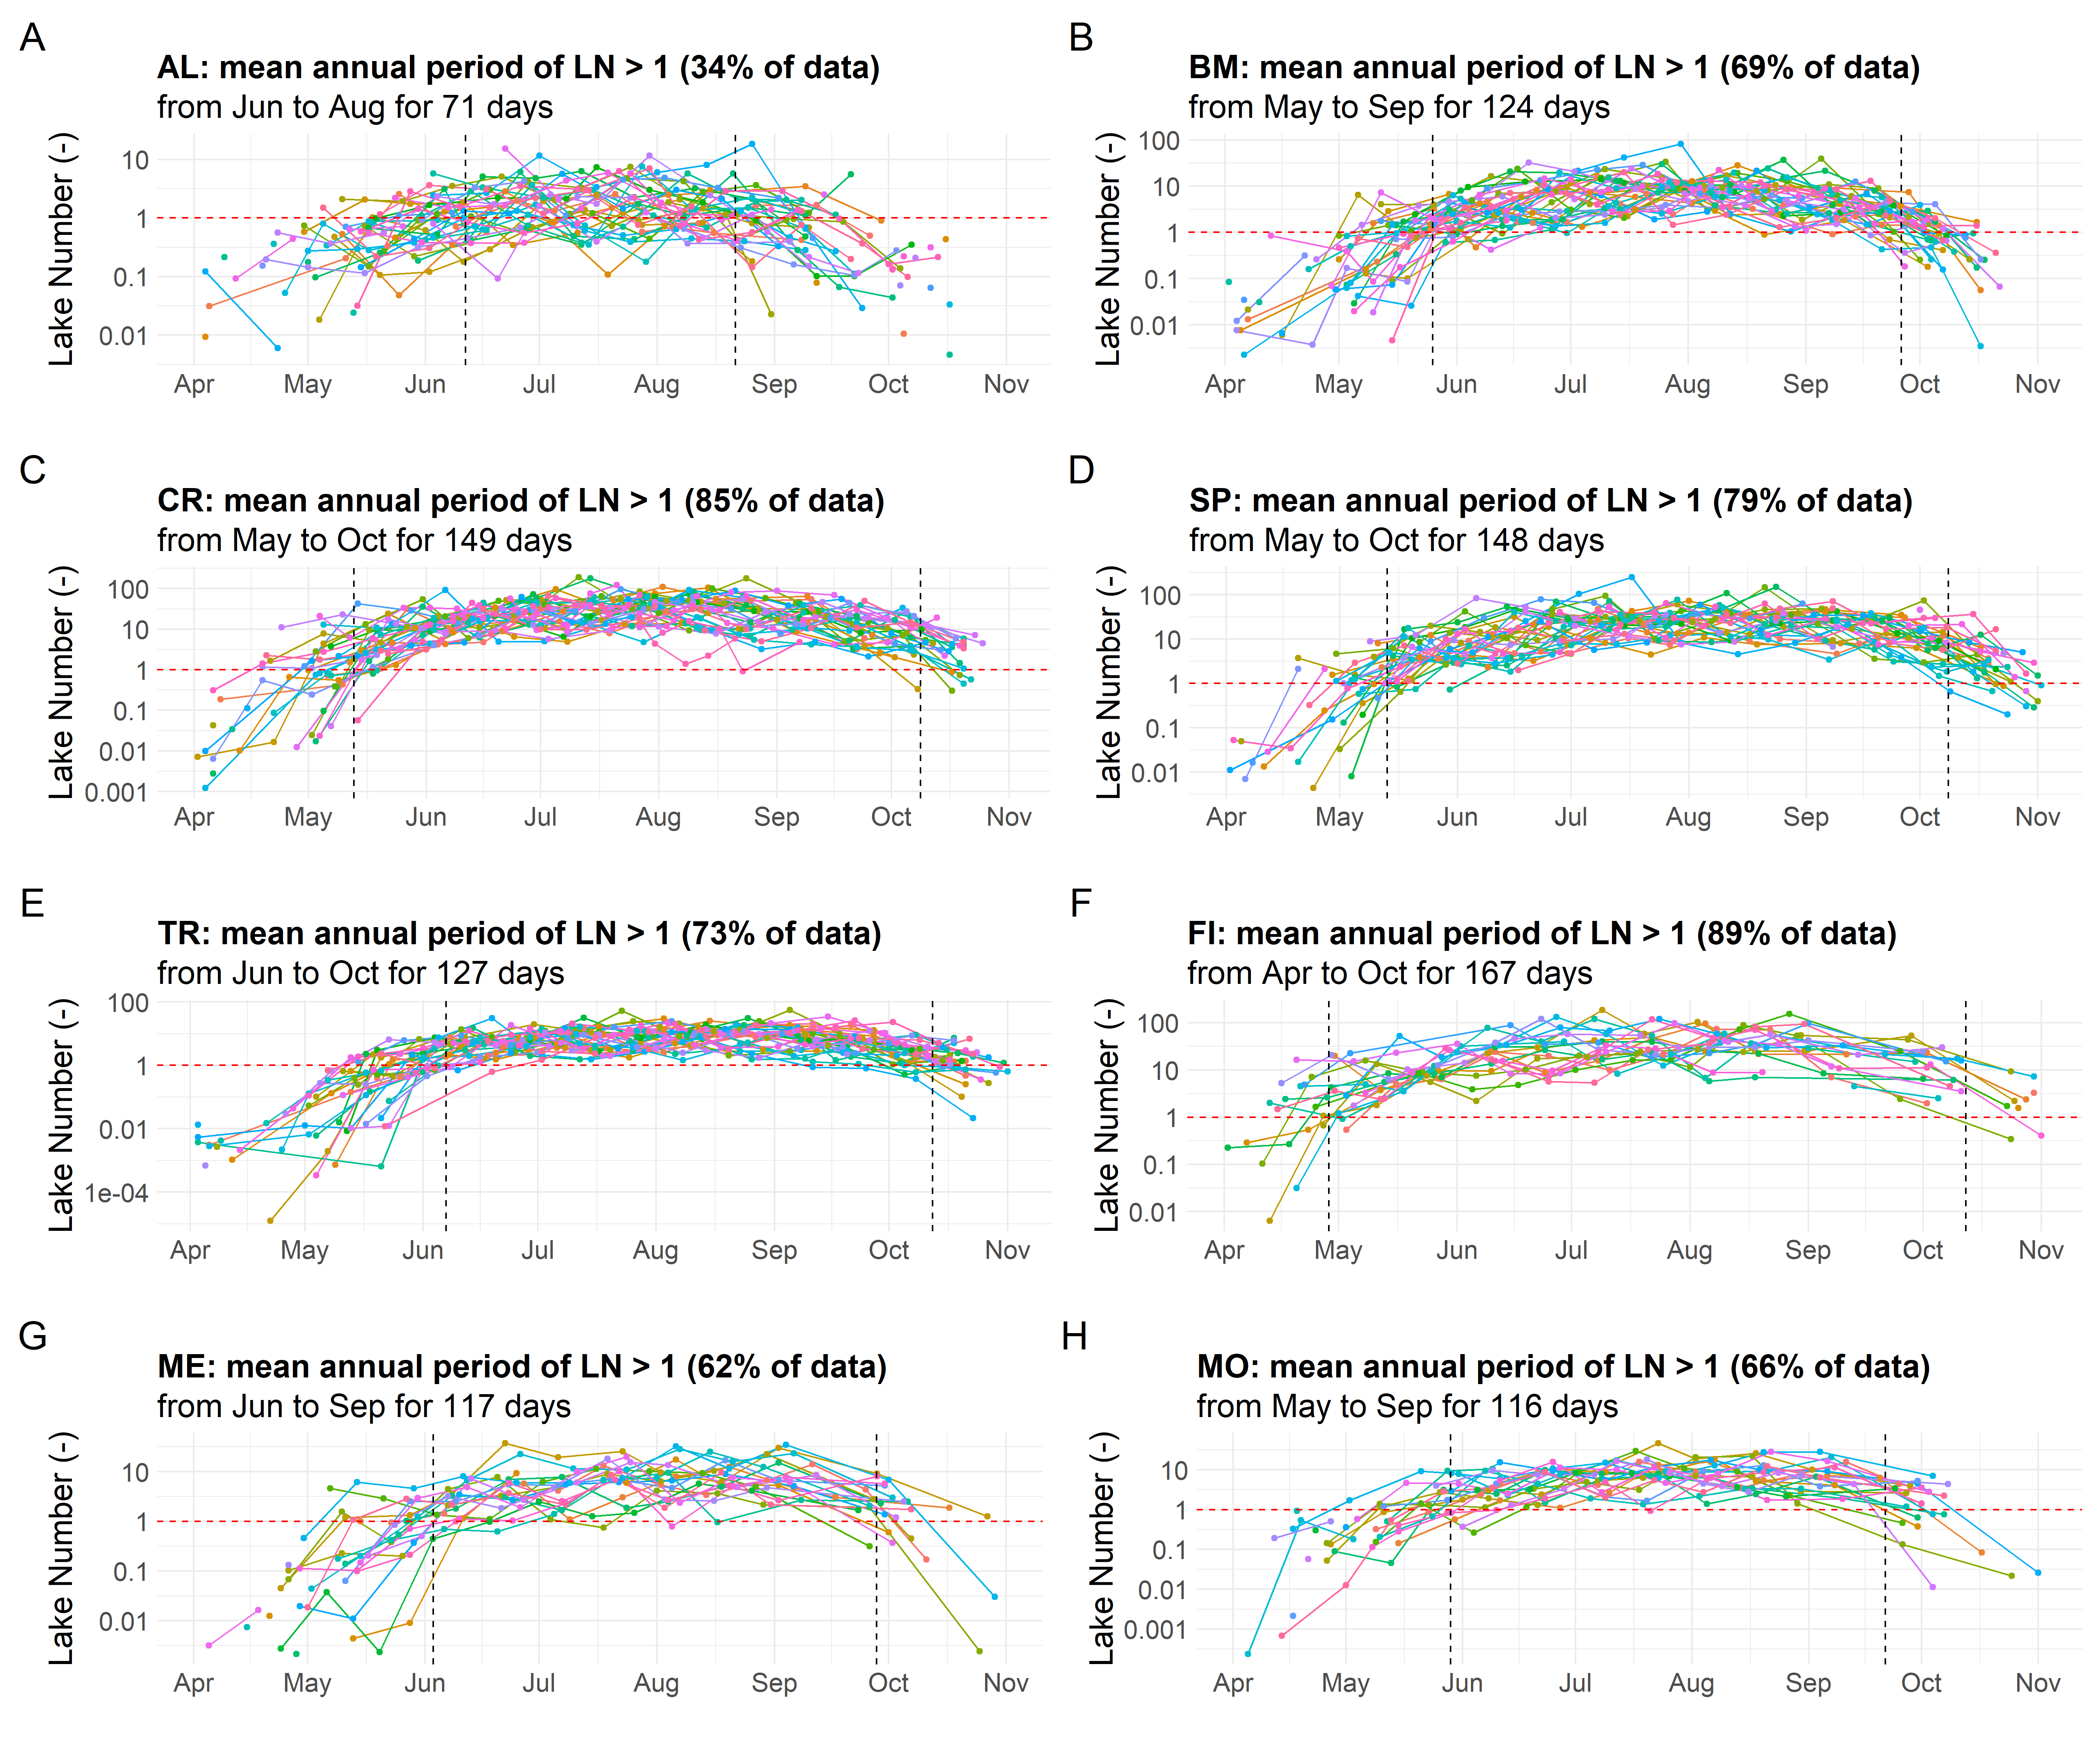 A
AL: mean annual period of LN > 1 (34% of data)
from Jun to Aug for 71 days
Lake Number (-)
10
1
0.1
0.01
Apr May Jun Jul Aug Sep Oct Nov
B
BM: mean annual period of LN > 1 (69% of data)
from May to Sep for 124 days
Lake Number (-)
100
10
1
0.1
0.01
Apr May Jun Jul Aug Sep Oct Nov
C
CR: mean annual period of LN > 1 (85% of data)
from May to Oct for 149 days
Lake Number (-)
100
10
1
0.1
0.01
0.001
Apr May Jun Jul Aug Sep Oct Nov
D
SP: mean annual period of LN > 1 (79% of data)
from May to Oct for 148 days
Lake Number (-)
100
10
1
0.1
0.01
Apr May Jun Jul Aug Sep Oct Nov
E
TR: mean annual period of LN > 1 (73% of data)
from Jun to Oct for 127 days
Lake Number (-)
100
1
0.01
1e-04
Apr May Jun Jul Aug Sep Oct Nov
F
FI: mean annual period of LN > 1 (89% of data)
from Apr to Oct for 167 days
Lake Number (-)
100
10
1
0.1
0.01
Apr May Jun Jul Aug Sep Oct Nov
G
ME: mean annual period of LN > 1 (62% of data)
from Jun to Sep for 117 days
Lake Number (-)
10
1
0.1
0.01
Apr May Jun Jul Aug Sep Oct Nov
H
MO: mean annual period of LN > 1 (66% of data)
from May to Sep for 116 days
Lake Number (-)
10
1
0.1
0.01
0.001
Apr May Jun Jul Aug Sep Oct Nov